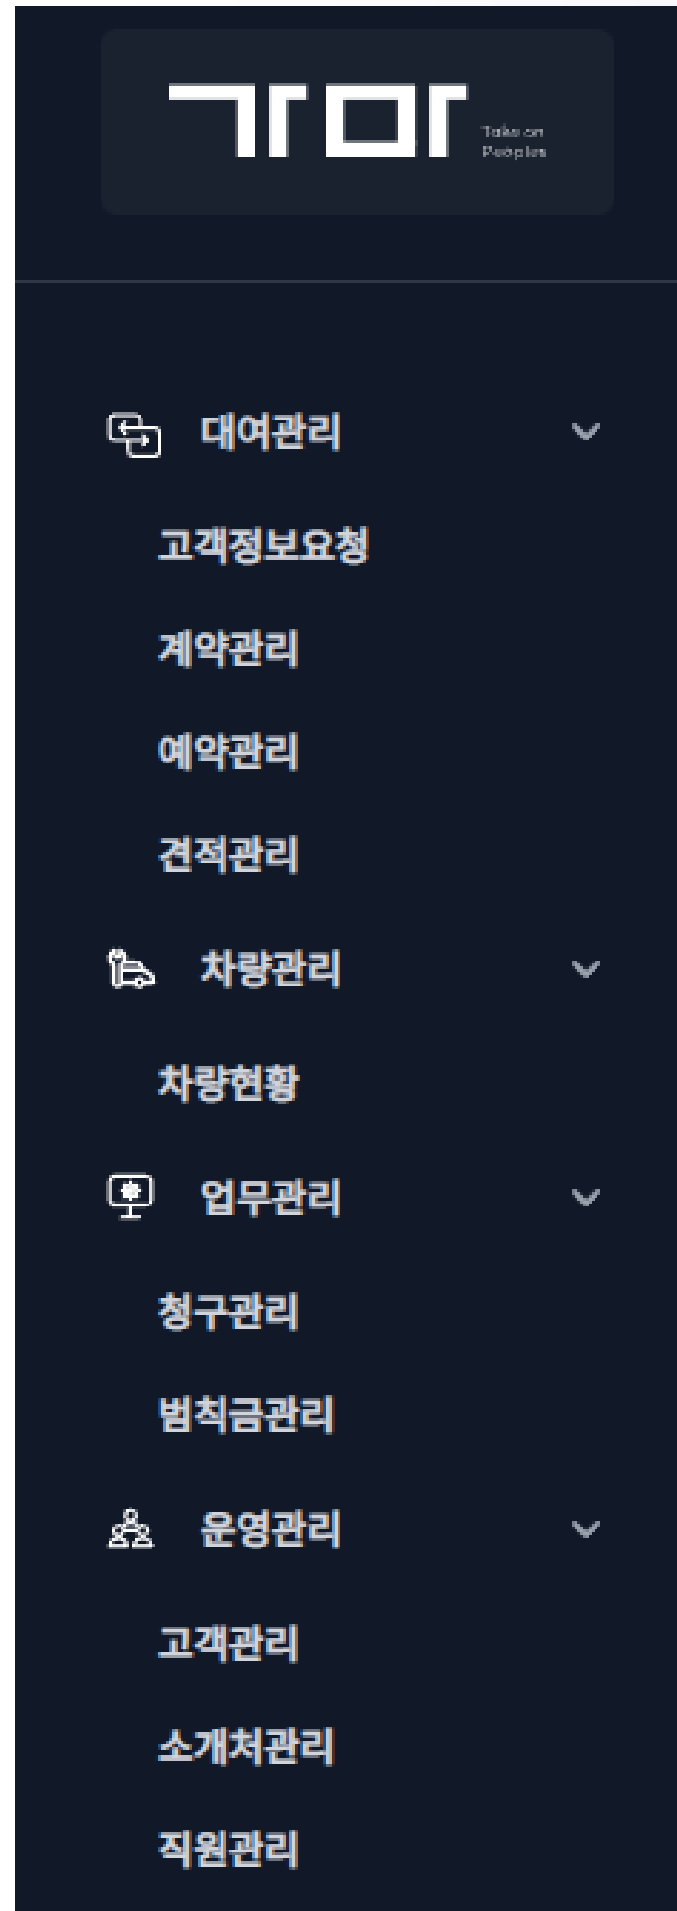 Take on
Peoples
대여관리
고객정보요청
계약관리
예약관리
견적관리
차량관리
차량현황
업무관리
청구관리
범칙금관리
운영관리
고객관리
소개처관리
직원관리